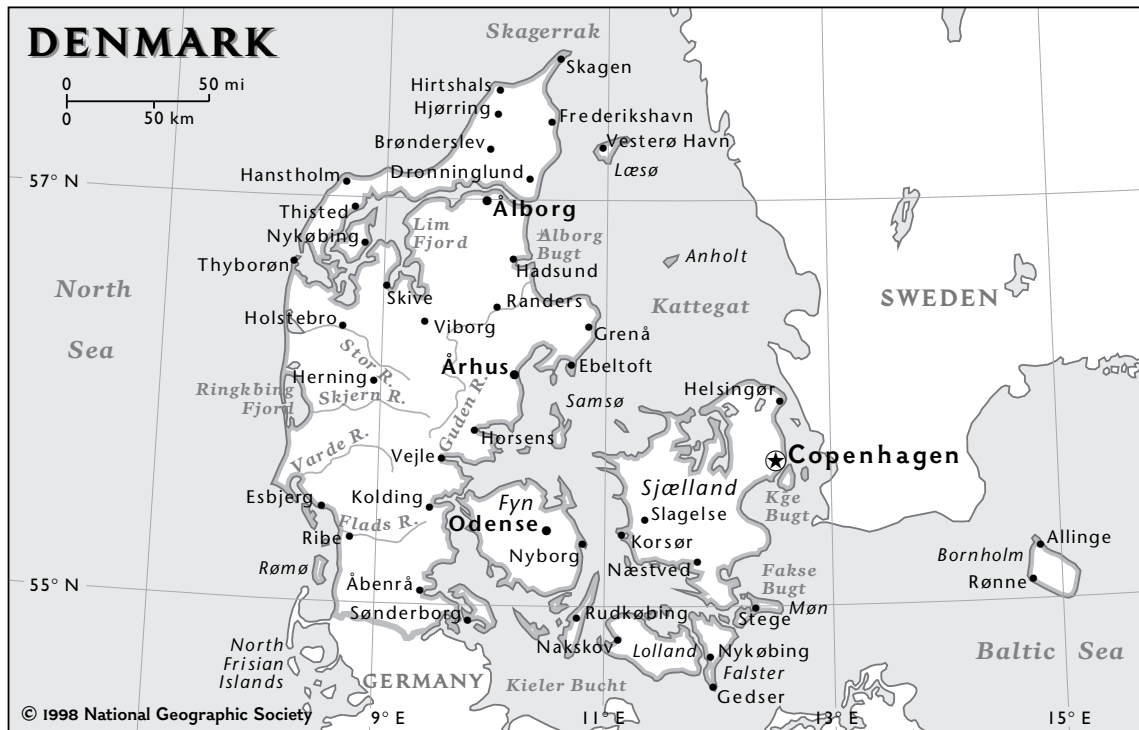 DENMARK
Skagerrak
0 50 mi
0 50 km
Skagen
Hirtshals
Hjørring
Frederikshavn
Brønderslev
Vesterø Havn
Læsø
Dronninglund
57° N
Hanstholm
Thisted
Ålborg
Lim
Fjord
Ålborg
Bugt
Nykøbing
Thyborøn
Hadsund
Anholt
North
Sea
Skive
Randers
Kattegat
SWEDEN
Holstebro
Viborg
Grenå
Stor R.
Århus
Ebeltoft
Herning
Ringkbing
Fjord
Skjern R.
Guden R.
Samsø
Helsingør
Horsens
Varde R.
Vejle
Copenhagen
Sjælland
Kge
Bugt
Esbjerg
Kolding
Fyn
Slagelse
Flads R.
Odense
Ribe
Nyborg
Korsør
Allinge
Bornholm
Rømø
Næstved
Fakse
Bugt
Rønne
55° N
Åbenrå
Sønderborg
Rudkøbing
Stege
Møn
North
Frisian
Islands
Nakskov
Lolland
Nykøbing
Falster
Baltic Sea
GERMANY
Kieler Bucht
Gedser
© 1998 National Geographic Society
9° E
11° E
13° E
15° E